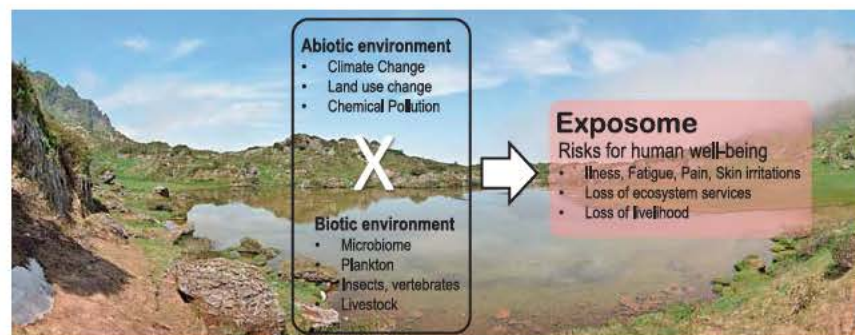 Abiotic environment
• Climate Change
• Land use change
• Chemical Pollution
X
Biotic environment
• Microbiome
• Plankton
• Insects, vertebrates
• Livestock
Exposome
Risks for human well-being
• Illness, Fatigue, Pain, Skin irritations
• Loss of ecosystem services
• Loss of livelihood